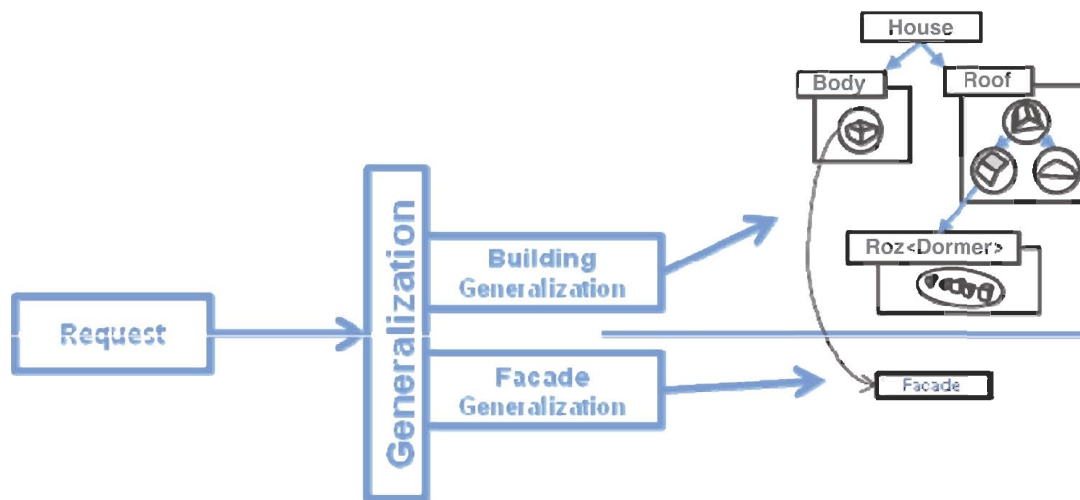 House
Body
Roof
Roz<Dormer>
Facade
Request
Generalization
Building
Generalization
Facade
Generalization